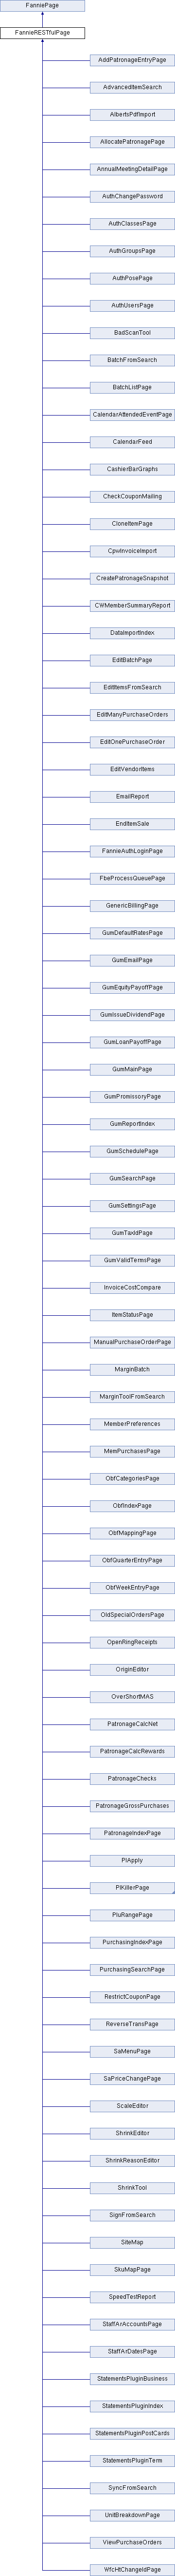 FanniePage
FannieRESTfulPage
AddPatronageEntryPage
AdvancedItemSearch
AlbertsPdfImport
AllocatePatronagePage
AnnualMeetingDetailPage
AuthChangePassword
AuthClassesPage
AuthGroupsPage
AuthPosePage
AuthUsersPage
BadScanTool
BatchFromSearch
BatchListPage
CalendarAttendedEventPage
CalendarFeed
CashierBarGraphs
CheckCouponMailing
CloneItemPage
CpwInvoiceImport
CreatePatronageSnapshot
CWMemberSummaryReport
DataImportIndex
EditBatchPage
EditItemsFromSearch
EditManyPurchaseOrders
EditOnePurchaseOrder
EditVendorItems
EmailReport
EndItemSale
FannieAuthLoginPage
FbeProcessQueuePage
GenericBillingPage
GumDefaultRatesPage
GumEmailPage
GumEquityPayoffPage
GumIssueDividendPage
GumLoanPayoffPage
GumMainPage
GumPromissoryPage
GumReportIndex
GumSchedulePage
GumSearchPage
GumSettingsPage
GumTaxIdPage
GumValidTermsPage
InvoiceCostCompare
ItemStatusPage
ManualPurchaseOrderPage
MarginBatch
MarginToolFromSearch
MemberPreferences
MemPurchasesPage
ObfCategoriesPage
ObfIndexPage
ObfMappingPage
ObfQuarterEntryPage
ObfWeekEntryPage
OldSpecialOrdersPage
OpenRingReceipts
OriginEditor
OverShortMAS
PatronageCalcNet
PatronageCalcRewards
PatronageChecks
PatronageGrossPurchases
PatronageIndexPage
PIApply
PIKillerPage
PluRangePage
PurchasingIndexPage
PurchasingSearchPage
RestrictCouponPage
ReverseTransPage
SaMenuPage
SaPriceChangePage
ScaleEditor
ShrinkEditor
ShrinkReasonEditor
ShrinkTool
SignFromSearch
SiteMap
SkuMapPage
SpeedTestReport
StaffArAccountsPage
StaffArDatesPage
StatementsPluginBusiness
StatementsPluginIndex
StatementsPluginPostCards
StatementsPluginTerm
SyncFromSearch
UnitBreakdownPage
ViewPurchaseOrders
WfcHtChangeIdPage